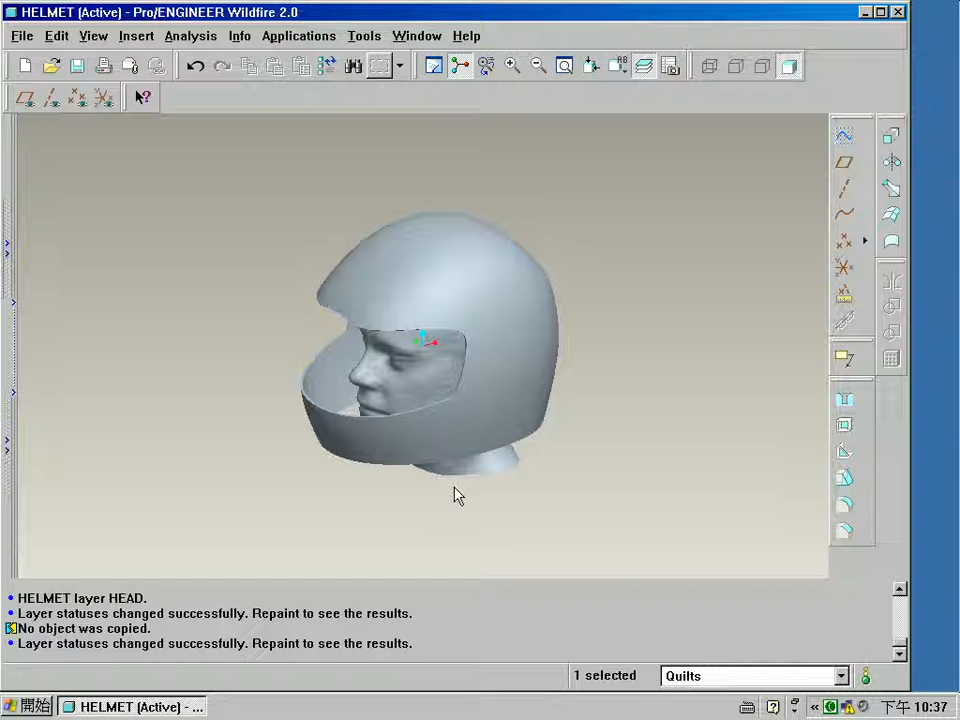 HELMET (Active) - Pro/ENGINEER Wildfire 2.0
File Edit View Insert Analysis Info Applications Tools Window Help
HELMET layer HEAD.
Layer statuses changed successfully. Repaint to see the results.
No object was copied.
Layer statuses changed successfully. Repaint to see the results.
1 selected
Quilts
開始
HELMET (Active) - ...
下午 10:37